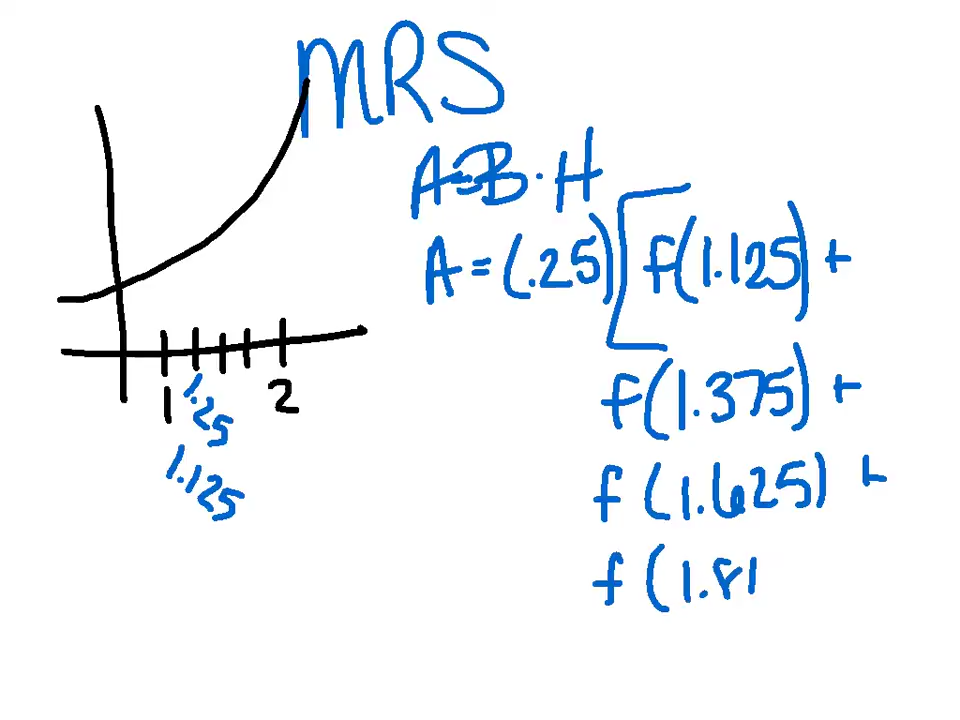 MRS
A=B·H
A=(.25)[f(1.125)+
f(1.375)+
f(1.625)+
f(1.81
1 1.25 2
1.125